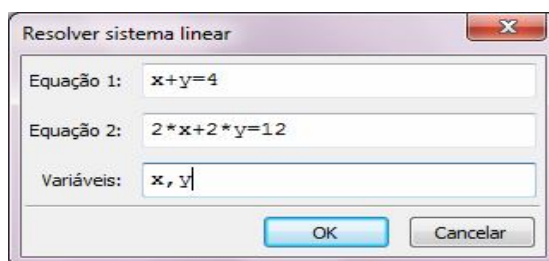 Resolver sistema linear
Equação 1: x+y=4
Equação 2: 2*x+2*y=12
Variáveis: x,y
OK Cancelar